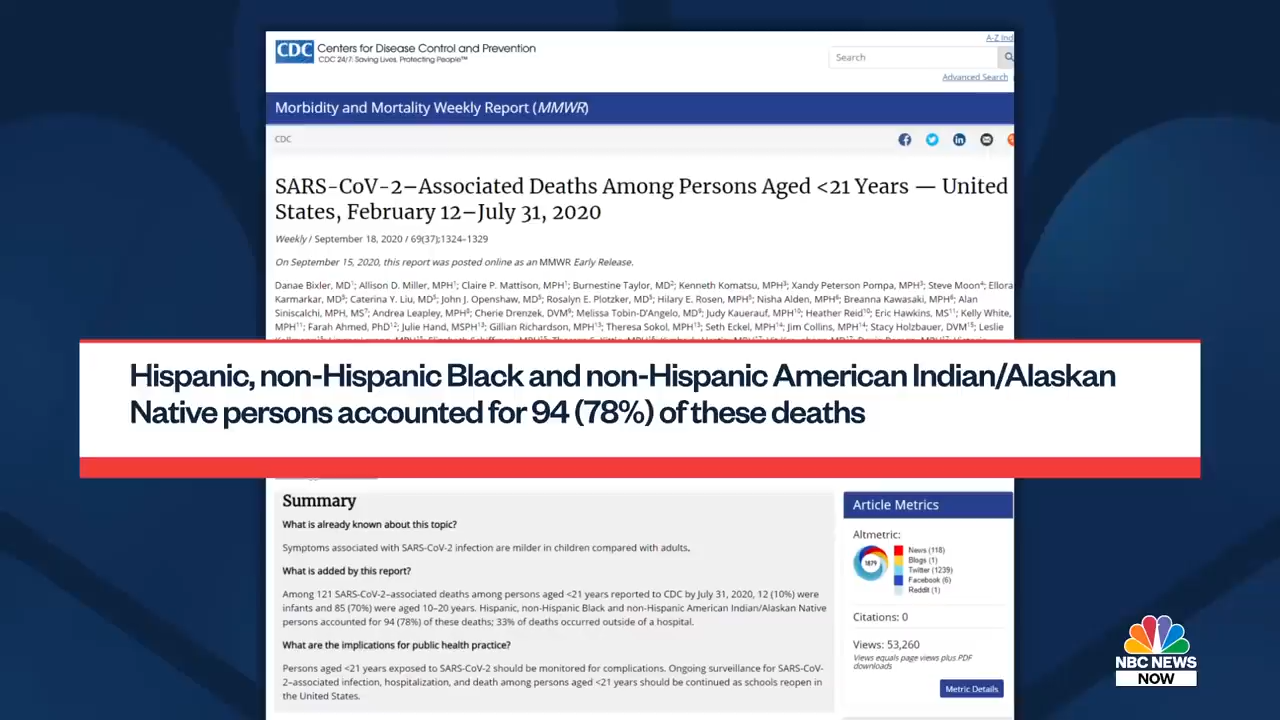 CDC Centers for Disease Control and Prevention
CDC 24/7: Saving Lives. Protecting People™
A-Z Ind
Search
Advanced Search
Morbidity and Mortality Weekly Report (MMWR)
CDC
SARS-CoV-2–Associated Deaths Among Persons Aged <21 Years — United
States, February 12–July 31, 2020
Weekly / September 18, 2020 / 69(37);1324–1329
On September 15, 2020, this report was posted online as an MMWR Early Release.
Danae Bixler, MD1; Allison D. Miller, MPH1; Claire P. Mattison, MPH1; Burnestine Taylor, MD2; Kenneth Komatsu, MPH3; Xandy Peterson Pompa, MPH3; Steve Moon4; Ellora
Karmarkar, MD5; Caterina Y. Liu, MD5; John J. Openshaw, MD5; Rosalyn E. Plotzker, MD5; Hilary E. Rosen, MPH5; Nisha Alden, MPH6; Breanna Kawasaki, MPH6; Alan
Siniscalchi, MPH, MS7; Andrea Leapley, MPH8; Cherie Drenzek, DVM9; Melissa Tobin-D'Angelo, MD9; Judy Kauerauf, MPH10; Heather Reid10; Eric Hawkins, MS11; Kelly White,
MPH11; Farah Ahmed, PhD12; Julie Hand, MSPH13; Gillian Richardson, MPH13; Theresa Sokol, MPH13; Seth Eckel, MPH14; Jim Collins, MPH14; Stacy Holzbauer, DVM15; Leslie
Hispanic, non-Hispanic Black and non-Hispanic American Indian/Alaskan
Native persons accounted for 94 (78%) of these deaths
Summary
What is already known about this topic?
Symptoms associated with SARS-CoV-2 infection are milder in children compared with adults.
What is added by this report?
Among 121 SARS-CoV-2–associated deaths among persons aged <21 years reported to CDC by July 31, 2020, 12 (10%) were
infants and 85 (70%) were aged 10–20 years. Hispanic, non-Hispanic Black and non-Hispanic American Indian/Alaskan Native
persons accounted for 94 (78%) of these deaths; 33% of deaths occurred outside of a hospital.
What are the implications for public health practice?
Persons aged <21 years exposed to SARS-CoV-2 should be monitored for complications. Ongoing surveillance for SARS-CoV-
2–associated infection, hospitalization, and death among persons aged <21 years should be continued as schools reopen in
the United States.
Article Metrics
Altmetric:
1879
News (118)
Blogs (1)
Twitter (1239)
Facebook (6)
Reddit (1)
Citations: 0
Views: 53,260
Views equals page views plus PDF
downloads
Metric Details
NBC NEWS
NOW